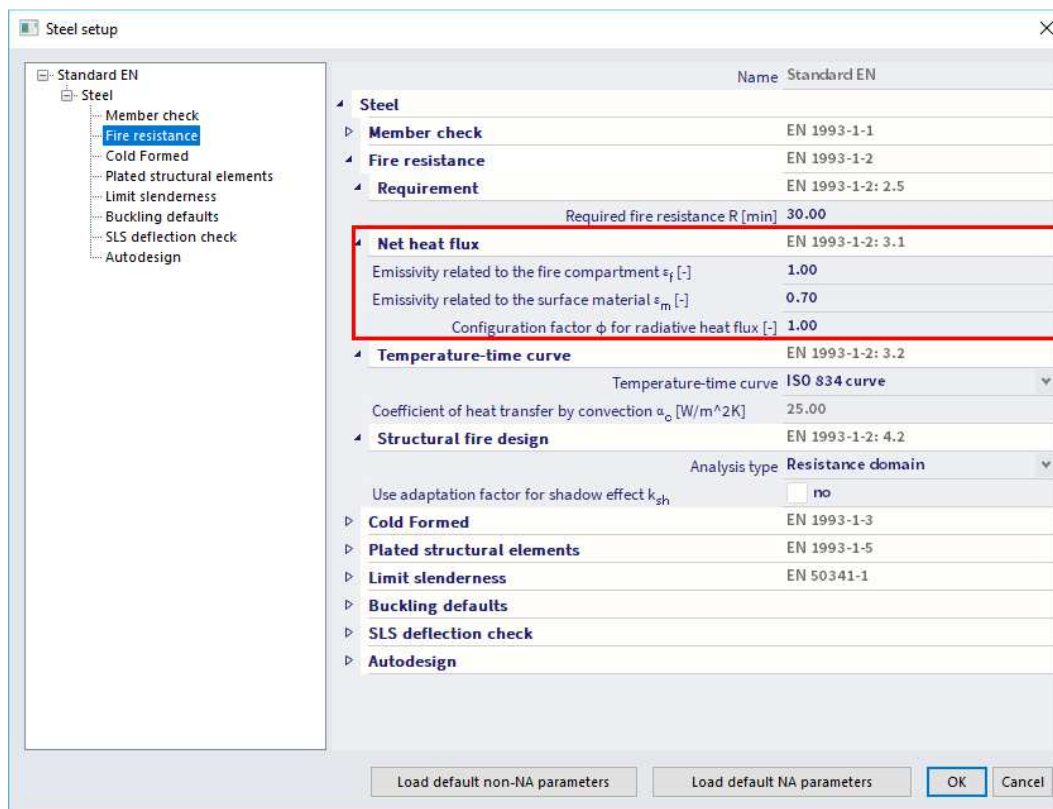 Steel setup
Standard EN
Steel
Member check
Fire resistance
Cold Formed
Plated structural elements
Limit slenderness
Buckling defaults
SLS deflection check
Autodesign
Name Standard EN
Steel
Member check EN 1993-1-1
Fire resistance EN 1993-1-2
Requirement EN 1993-1-2: 2.5
Required fire resistance R [min] 30.00
Net heat flux EN 1993-1-2: 3.1
Emissivity related to the fire compartment εf [-] 1.00
Emissivity related to the surface material εm [-] 0.70
Configuration factor ϕ for radiative heat flux [-] 1.00
Temperature-time curve EN 1993-1-2: 3.2
Temperature-time curve ISO 834 curve
Coefficient of heat transfer by convection αc [W/m^2K] 25.00
Structural fire design EN 1993-1-2: 4.2
Analysis type Resistance domain
Use adaptation factor for shadow effect ksh no
Cold Formed EN 1993-1-3
Plated structural elements EN 1993-1-5
Limit slenderness EN 50341-1
Buckling defaults
SLS deflection check
Autodesign
Load default non-NA parameters Load default NA parameters OK Cancel